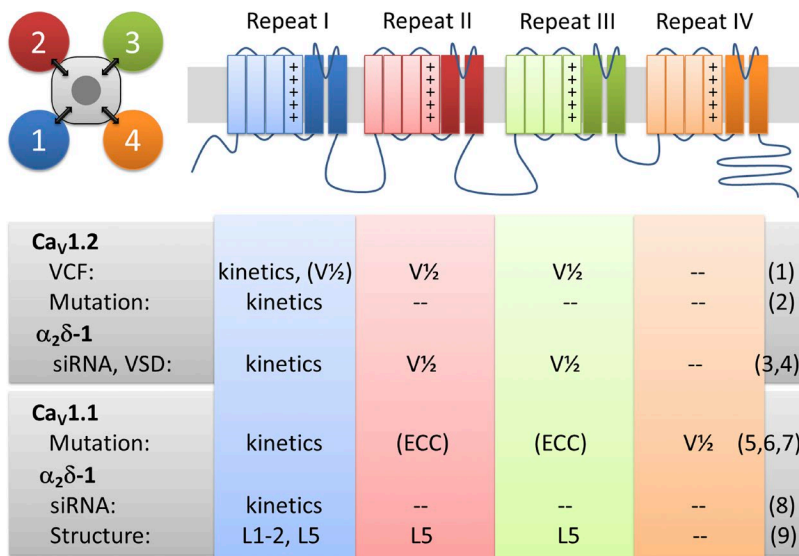 Repeat I Repeat II Repeat III Repeat IV
2 3
1 4
+ + + +
+ + + +
+ + + +
+ + + +
+ + + +
CaV1.2
VCF: kinetics, (V½) V½ V½ -- (1)
Mutation: kinetics -- -- -- (2)
α2δ-1
siRNA, VSD: kinetics V½ V½ -- (3,4)
CaV1.1
Mutation: kinetics (ECC) (ECC) V½ (5,6,7)
α2δ-1
siRNA: kinetics -- -- -- (8)
Structure: L1-2, L5 L5 L5 -- (9)